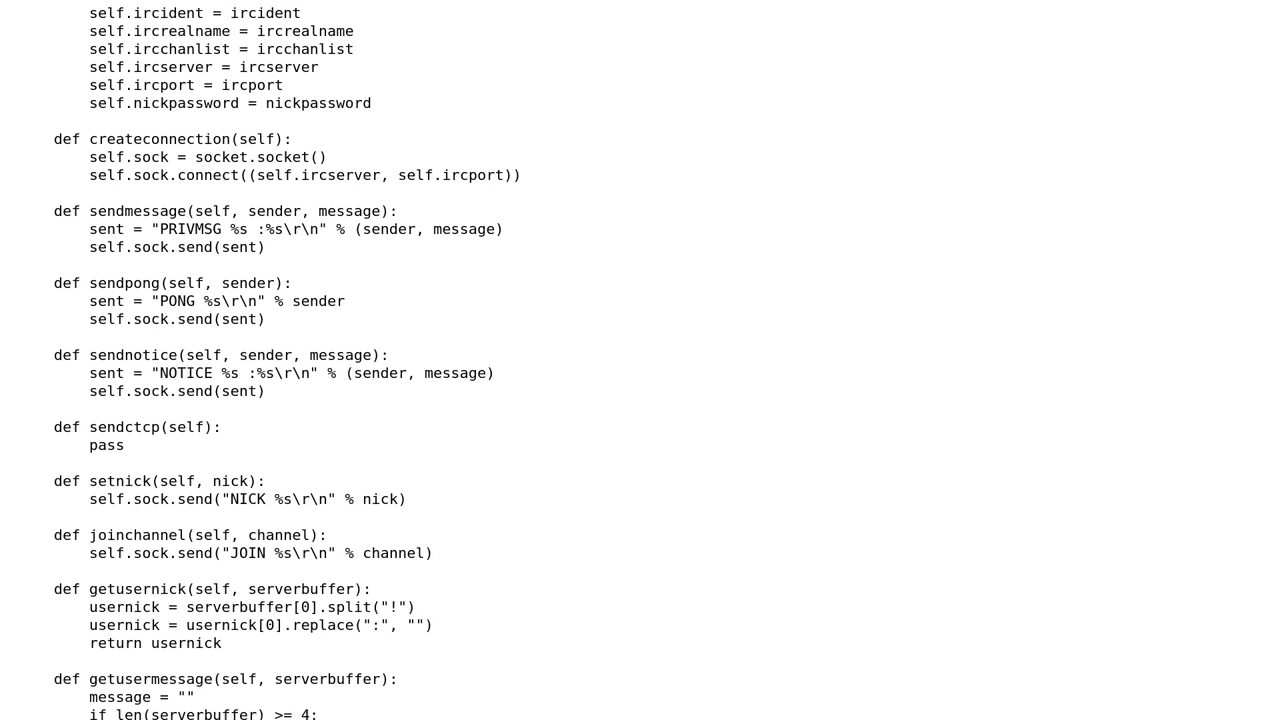 self.ircident = ircident
self.ircrealname = ircrealname
self.ircchanlist = ircchanlist
self.ircserver = ircserver
self.ircport = ircport
self.nickpassword = nickpassword
def createconnection(self):
self.sock = socket.socket()
self.sock.connect((self.ircserver, self.ircport))
def sendmessage(self, sender, message):
sent = "PRIVMSG %s :%s\r\n" % (sender, message)
self.sock.send(sent)
def sendpong(self, sender):
sent = "PONG %s\r\n" % sender
self.sock.send(sent)
def sendnotice(self, sender, message):
sent = "NOTICE %s :%s\r\n" % (sender, message)
self.sock.send(sent)
def sendctcp(self):
pass
def setnick(self, nick):
self.sock.send("NICK %s\r\n" % nick)
def joinchannel(self, channel):
self.sock.send("JOIN %s\r\n" % channel)
def getusernick(self, serverbuffer):
usernick = serverbuffer[0].split("!")
usernick = usernick[0].replace(":", "")
return usernick
def getusermessage(self, serverbuffer):
message = ""
if len(serverbuffer) >= 4: